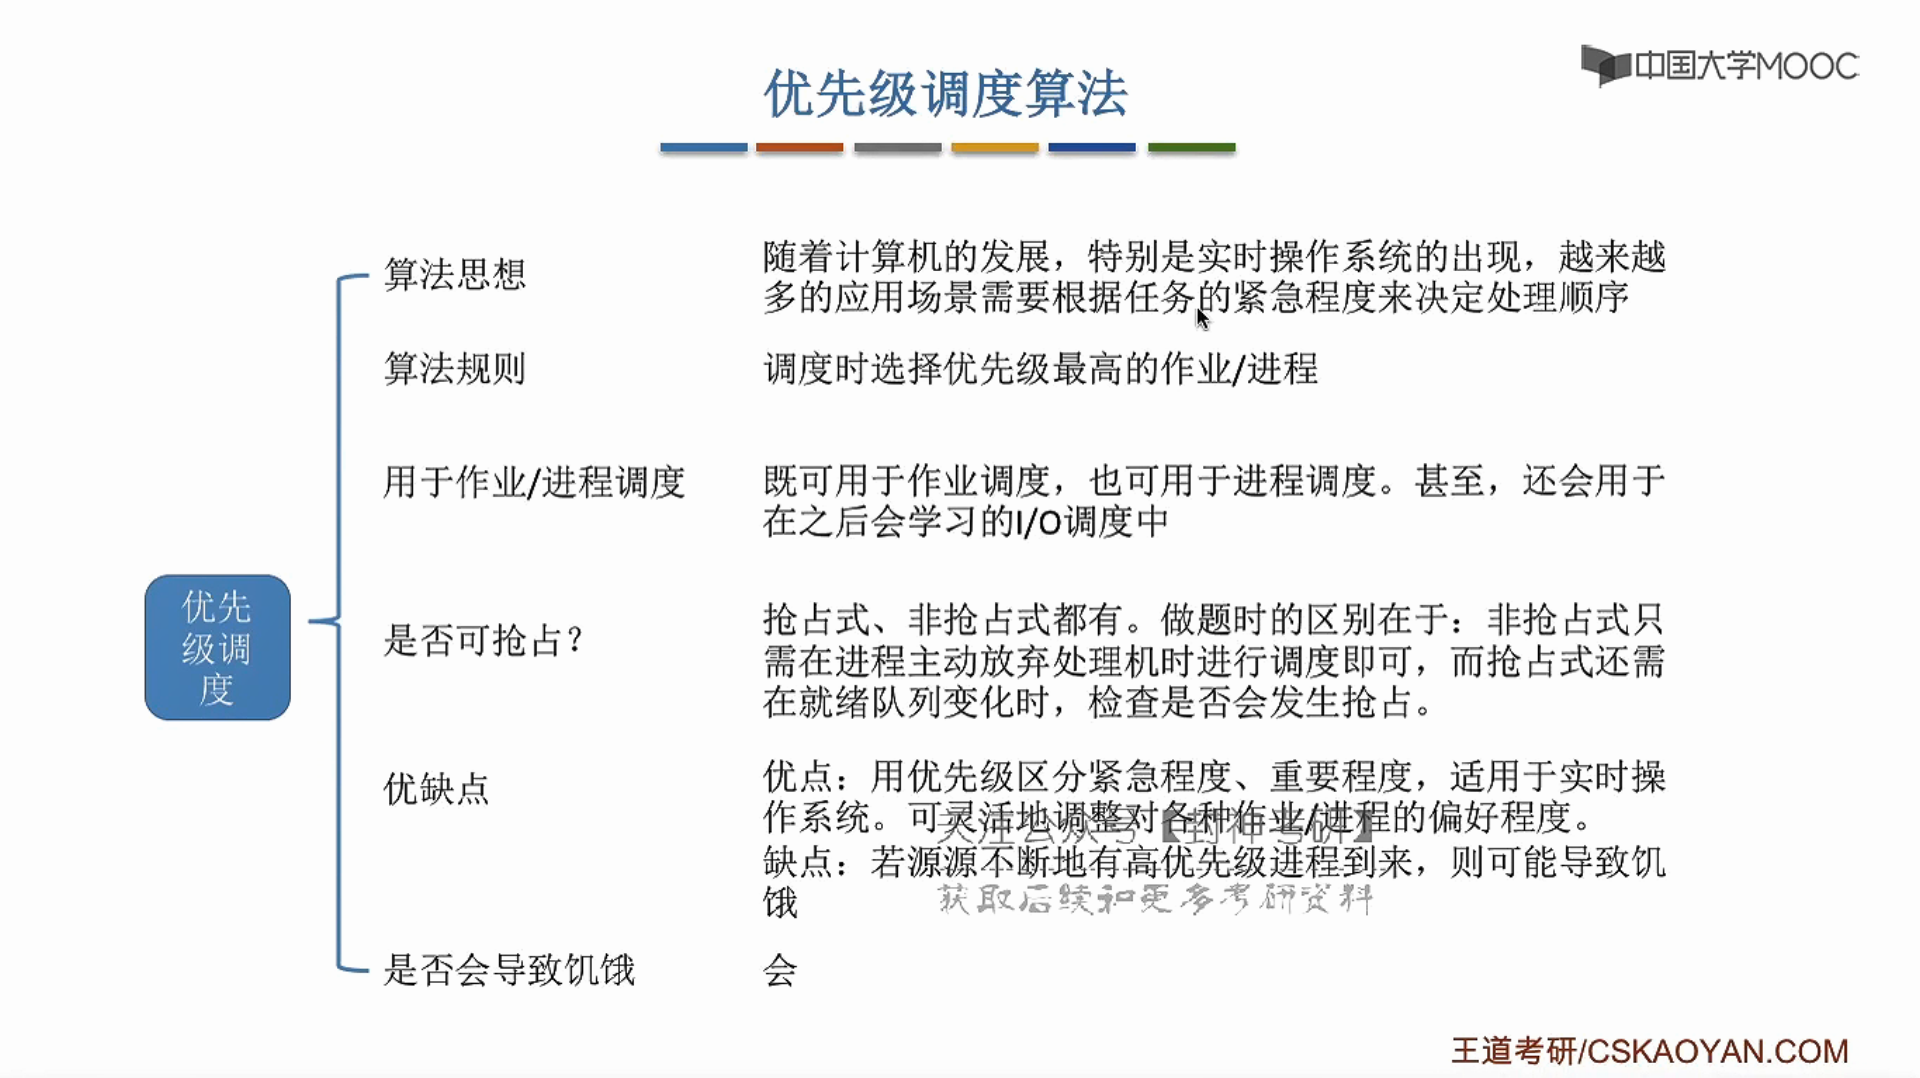 优先级调度算法
中国大学MOOC
算法思想
随着计算机的发展，特别是实时操作系统的出现，越来越
多的应用场景需要根据任务的紧急程度来决定处理顺序
算法规则
调度时选择优先级最高的作业/进程
用于作业/进程调度
既可用于作业调度，也可用于进程调度。甚至，还会用于
在之后会学习的I/O调度中
优先
级调
度
是否可抢占？
抢占式、非抢占式都有。做题时的区别在于：非抢占式只
需在进程主动放弃处理机时进行调度即可，而抢占式还需
在就绪队列变化时，检查是否会发生抢占。
优缺点
优点：用优先级区分紧急程度、重要程度，适用于实时操
作系统。可灵活地调整对各种作业/进程的偏好程度。
关注公众号【封神考研】
缺点：若源源不断地有高优先级进程到来，则可能导致饥
饿
获取后续和更多考研资料
是否会导致饥饿
会
王道考研/CSKAOYAN.COM